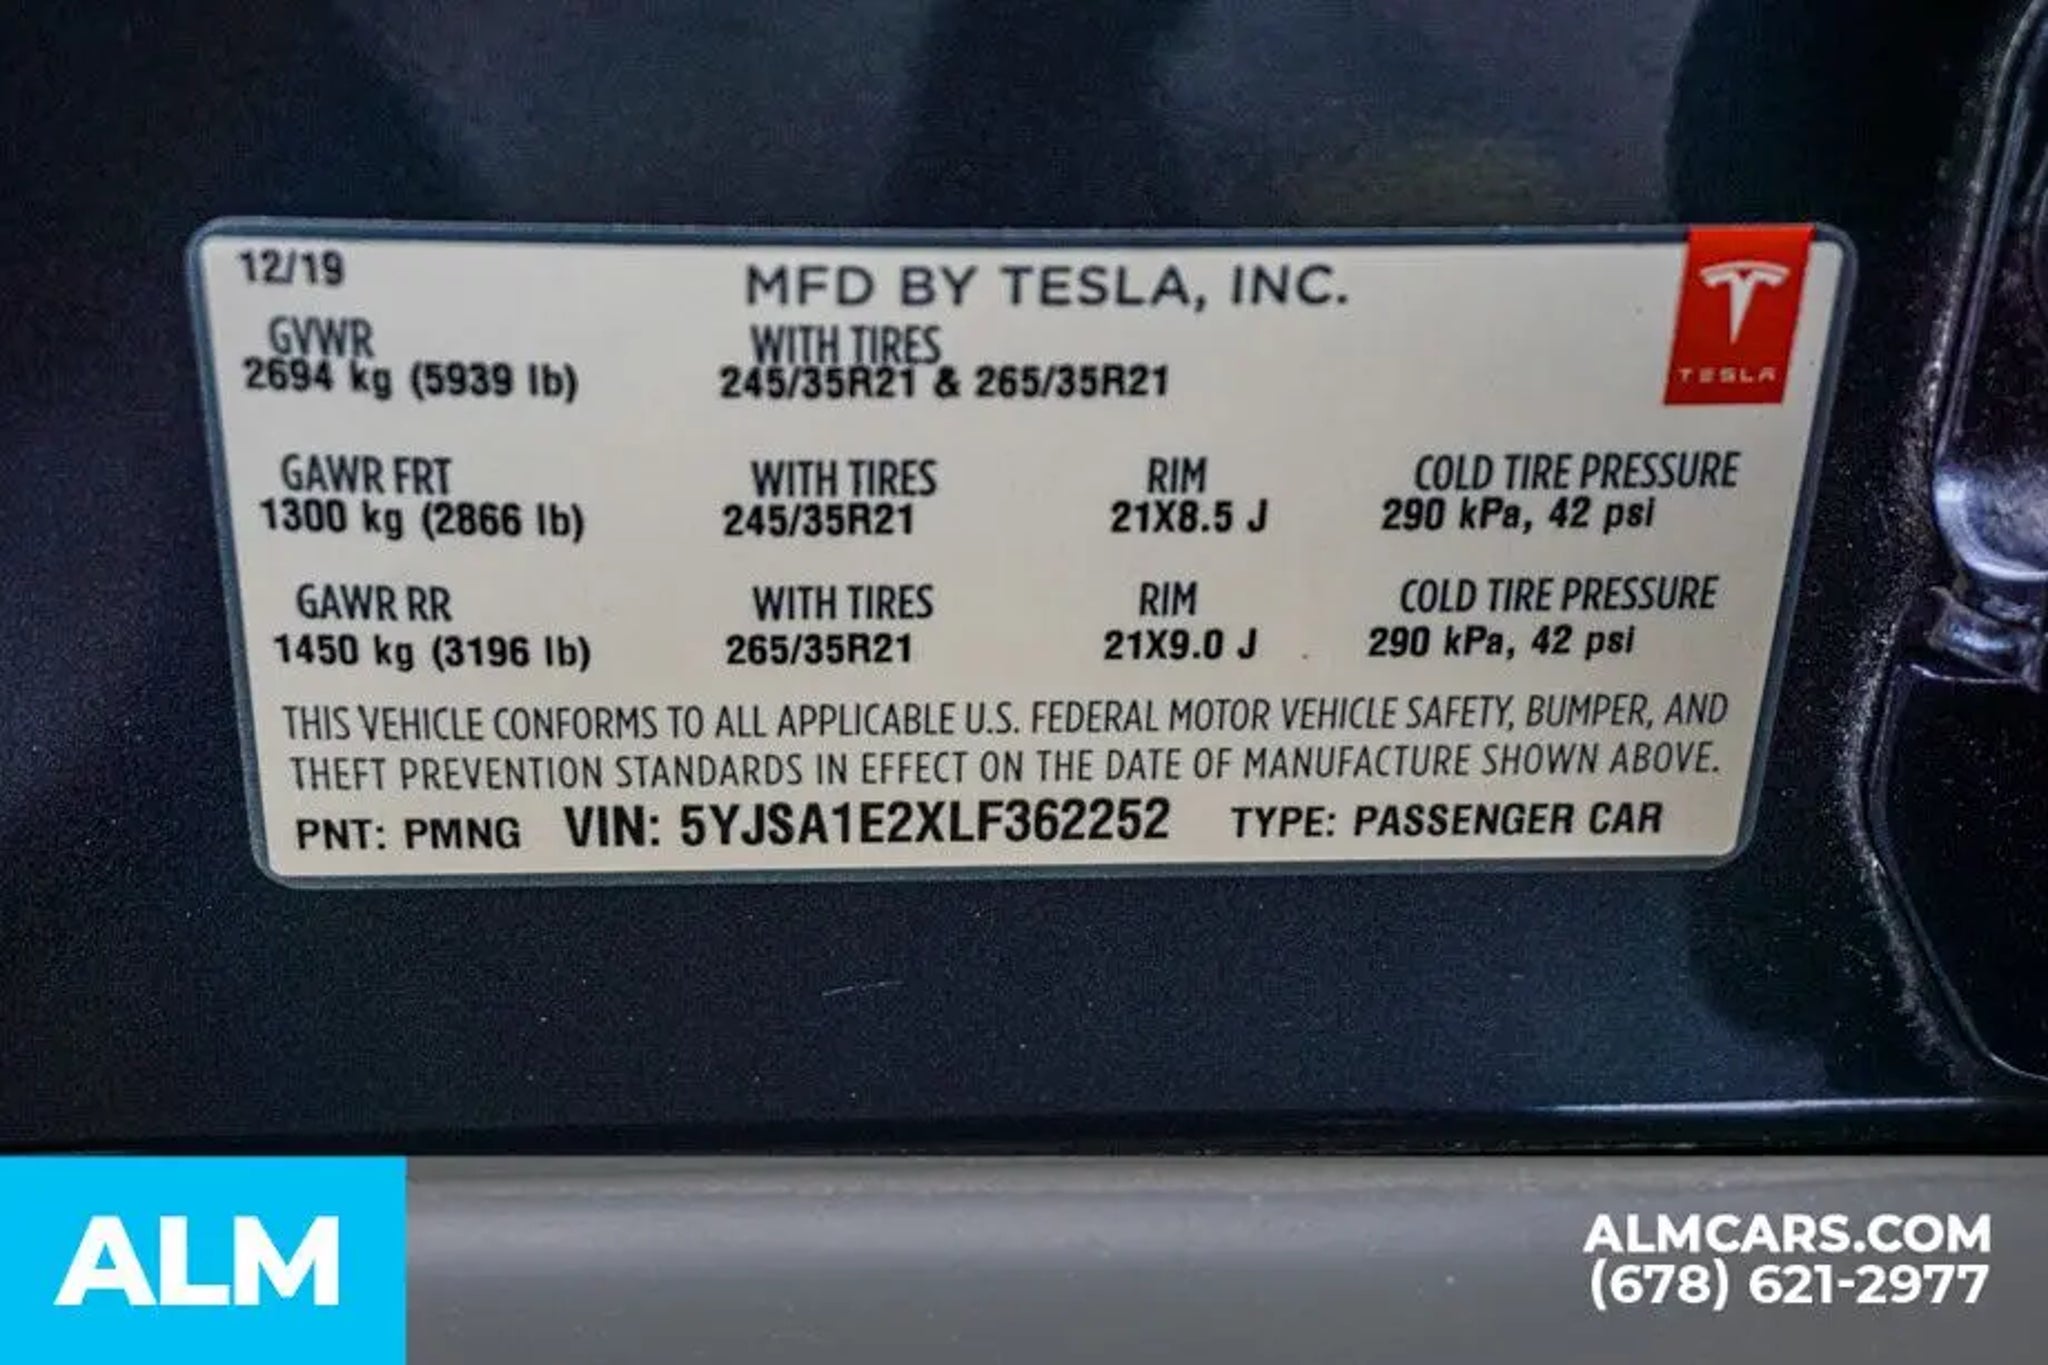 12/19
MFD BY TESLA, INC.
TESLA
GVWR WITH TIRES
2694 kg (5939 lb) 245/35R21 & 265/35R21
GAWR FRT WITH TIRES RIM COLD TIRE PRESSURE
1300 kg (2866 lb) 245/35R21 21X8.5 J 290 kPa, 42 psi
GAWR RR WITH TIRES RIM COLD TIRE PRESSURE
1450 kg (3196 lb) 265/35R21 21X9.0 J 290 kPa, 42 psi
THIS VEHICLE CONFORMS TO ALL APPLICABLE U.S. FEDERAL MOTOR VEHICLE SAFETY, BUMPER, AND
THEFT PREVENTION STANDARDS IN EFFECT ON THE DATE OF MANUFACTURE SHOWN ABOVE.
PNT: PMNG VIN: 5YJSA1E2XLF362252 TYPE: PASSENGER CAR
ALM
ALMCARS.COM
(678) 621-2977